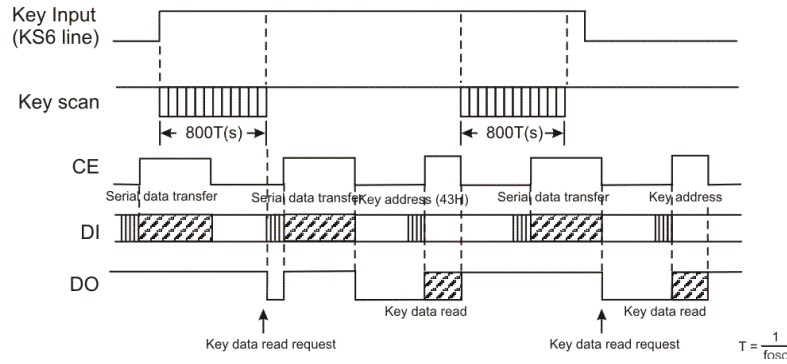 Key Input
(KS6 line)
Key scan
800T(s)
800T(s)
CE
Serial data transfer
Serial data transfer
Key address (43H)
Serial data transfer
Key address
DI
DO
Key data read
Key data read
Key data read request
Key data read request
T = 1
fosc